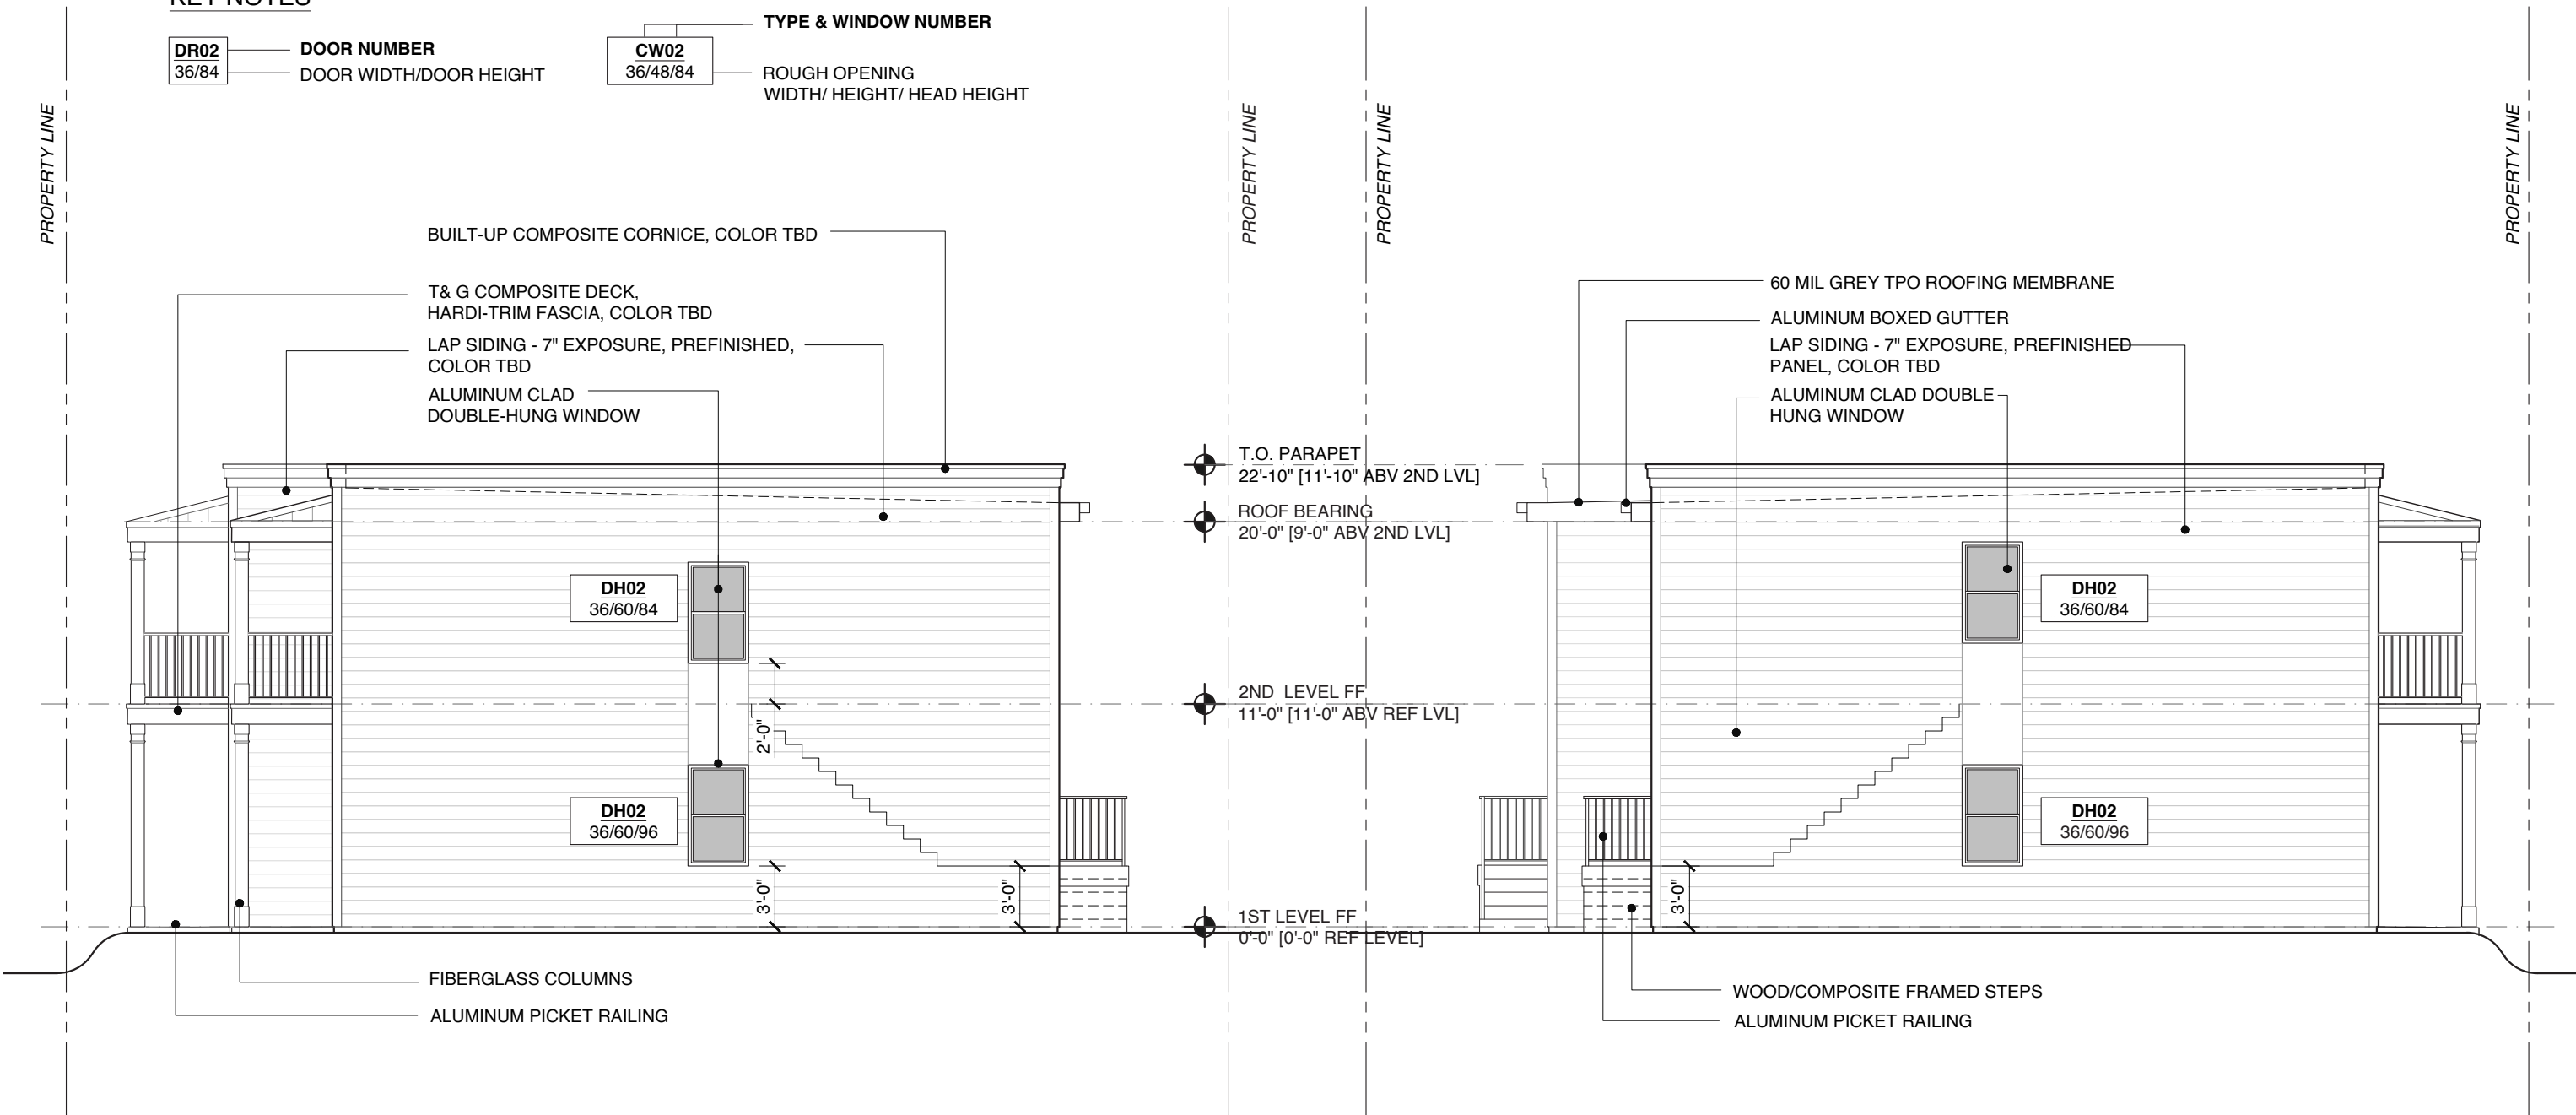 KEY NOTES
DR02
36/84
DOOR NUMBER
DOOR WIDTH/DOOR HEIGHT
CW02
36/48/84
TYPE & WINDOW NUMBER
ROUGH OPENING
WIDTH/ HEIGHT/ HEAD HEIGHT
PROPERTY LINE
PROPERTY LINE
PROPERTY LINE
PROPERTY LINE
BUILT-UP COMPOSITE CORNICE, COLOR TBD
T& G COMPOSITE DECK,
HARDI-TRIM FASCIA, COLOR TBD
LAP SIDING - 7" EXPOSURE, PREFINISHED,
COLOR TBD
ALUMINUM CLAD
DOUBLE-HUNG WINDOW
60 MIL GREY TPO ROOFING MEMBRANE
ALUMINUM BOXED GUTTER
LAP SIDING - 7" EXPOSURE, PREFINISHED
PANEL, COLOR TBD
ALUMINUM CLAD DOUBLE
HUNG WINDOW
T.O. PARAPET
22'-10" [11'-10" ABV 2ND LVL]
ROOF BEARING
20'-0" [9'-0" ABV 2ND LVL]
2ND LEVEL FF
11'-0" [11'-0" ABV REF LVL]
1ST LEVEL FF
0'-0" [0'-0" REF LEVEL]
DH02
36/60/84
DH02
36/60/96
2'-0"
3'-0"
3'-0"
DH02
36/60/84
DH02
36/60/96
3'-0"
FIBERGLASS COLUMNS
ALUMINUM PICKET RAILING
WOOD/COMPOSITE FRAMED STEPS
ALUMINUM PICKET RAILING